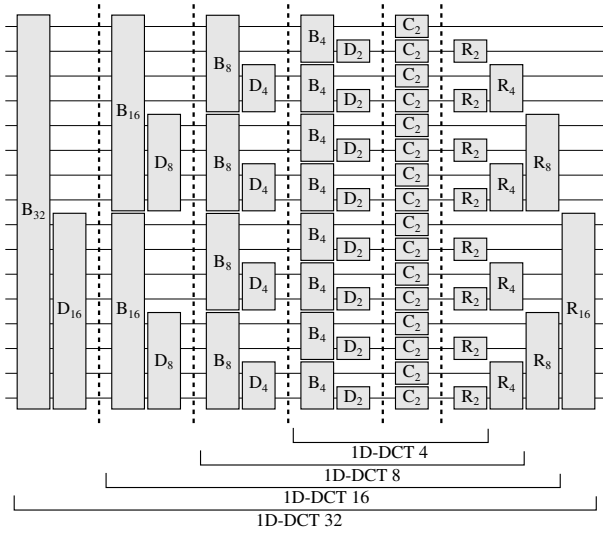 C₂
B₄
D₂ C₂ R₂
B₈
C₂
D₄ B₄ R₄
D₂ C₂ R₂
B₁₆
C₂
B₄
D₂ C₂ R₂
D₈ B₈ R₈
C₂
D₄ B₄ R₄
D₂ C₂ R₂
B₃₂
C₂
B₄
D₂ C₂ R₂
B₈
C₂
D₄ B₄ R₄
D₂ C₂ R₂
D₁₆ B₁₆ R₁₆
C₂
B₄
D₂ C₂ R₂
D₈ B₈ R₈
C₂
D₄ B₄ R₄
D₂ C₂ R₂
1D-DCT 4
1D-DCT 8
1D-DCT 16
1D-DCT 32